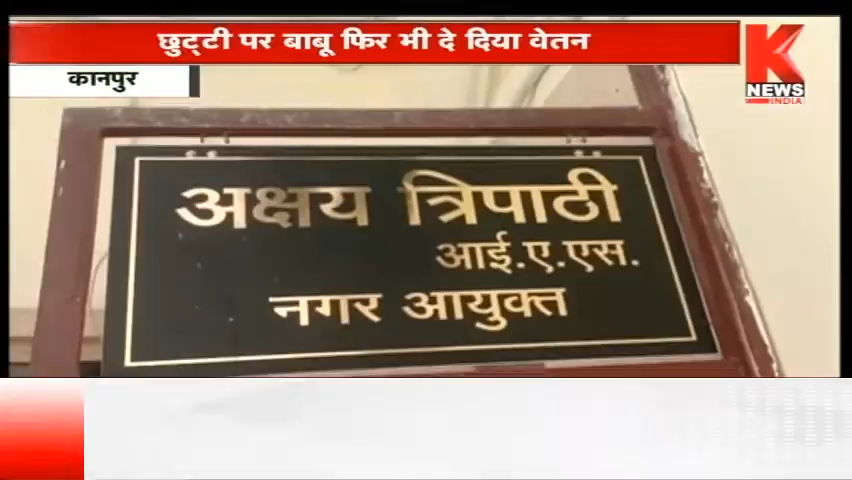 छुट्टी पर बाबू फिर भी दे दिया वेतन
K
NEWS
INDIA
कानपुर
अक्षय त्रिपाठी
आई.ए.एस.
नगर आयुक्त